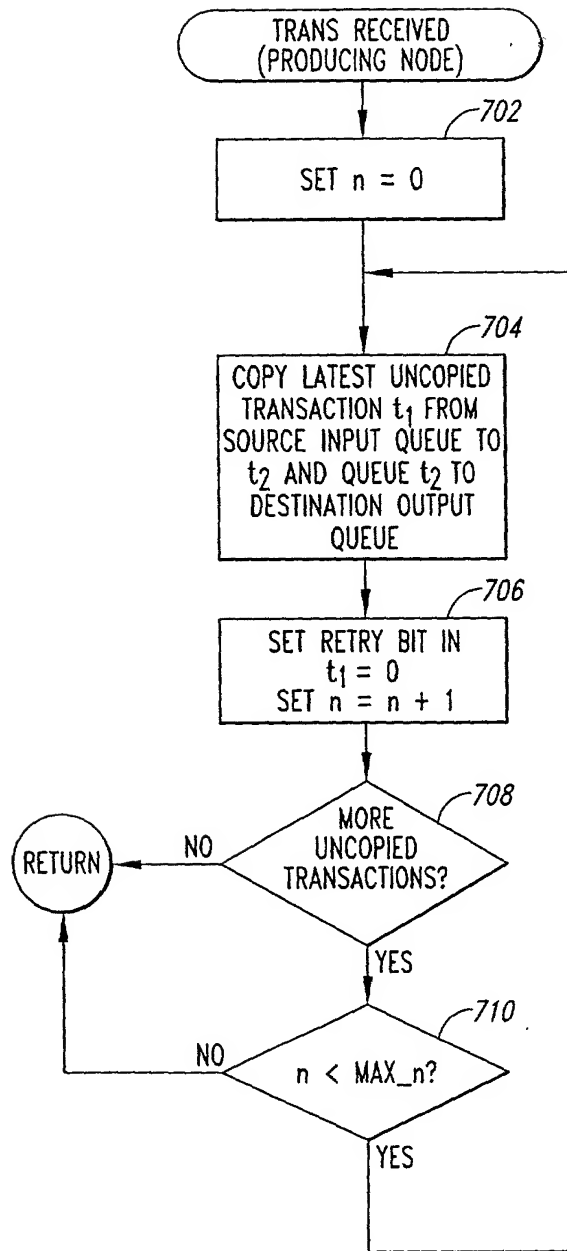 TRANS RECEIVED
(PRODUCING NODE)
702
SET n = 0
704
COPY LATEST UNCOPIED
TRANSACTION t₁ FROM
SOURCE INPUT QUEUE TO
t₂ AND QUEUE t₂ TO
DESTINATION OUTPUT
QUEUE
706
SET RETRY BIT IN
t₁ = 0
SET n = n + 1
708
MORE
UNCOPIED
TRANSACTIONS?
NO
RETURN
YES
710
n < MAX_n?
NO
YES